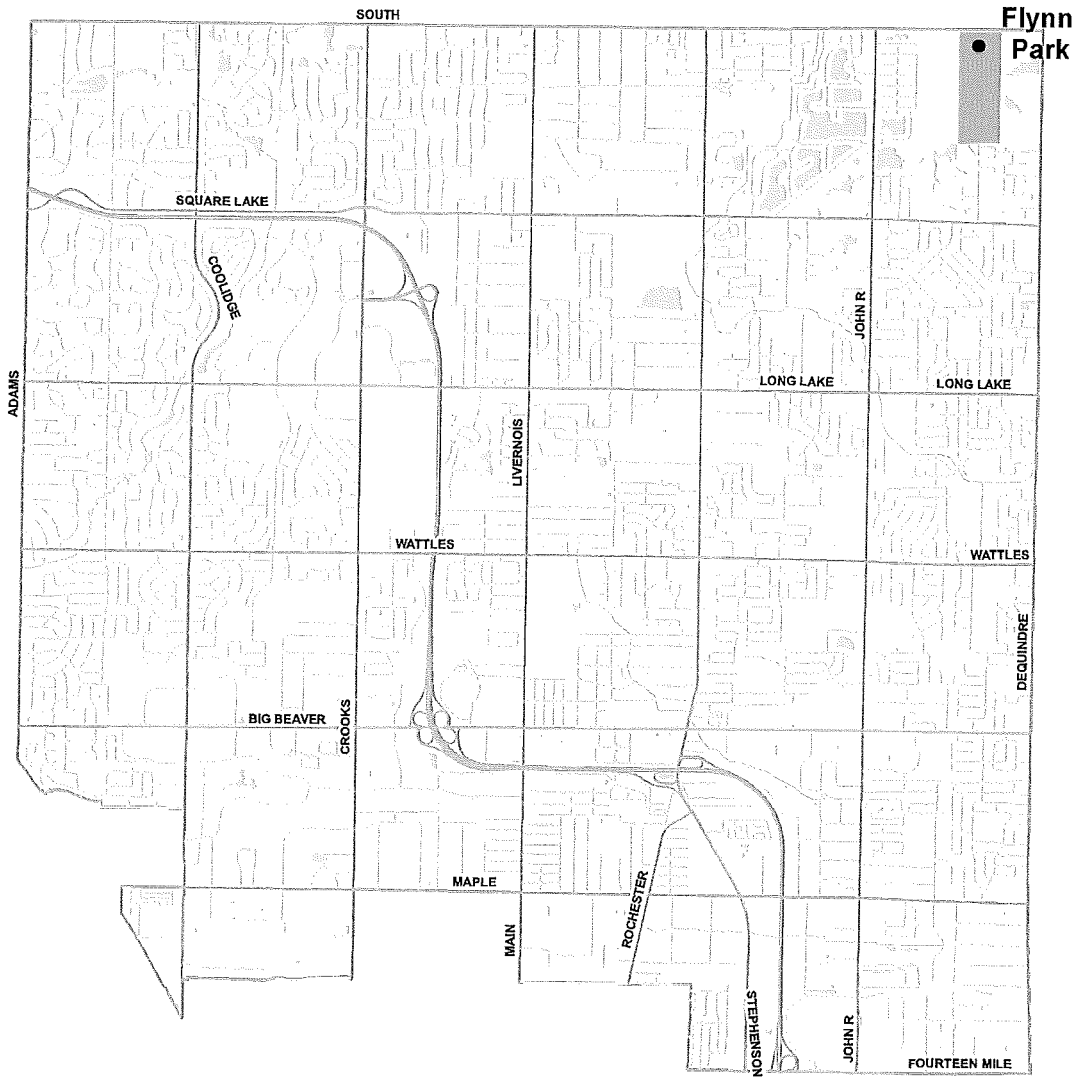 SOUTH
Flynn
Park
SQUARE LAKE
COOLIDGE
JOHN R
ADAMS
LONG LAKE
LONG LAKE
LIVERNOIS
WATTLES
WATTLES
DEQUINDRE
BIG BEAVER
CROOKS
MAPLE
ROCHESTER
MAIN
STEPHENSON
JOHN R
FOURTEEN MILE